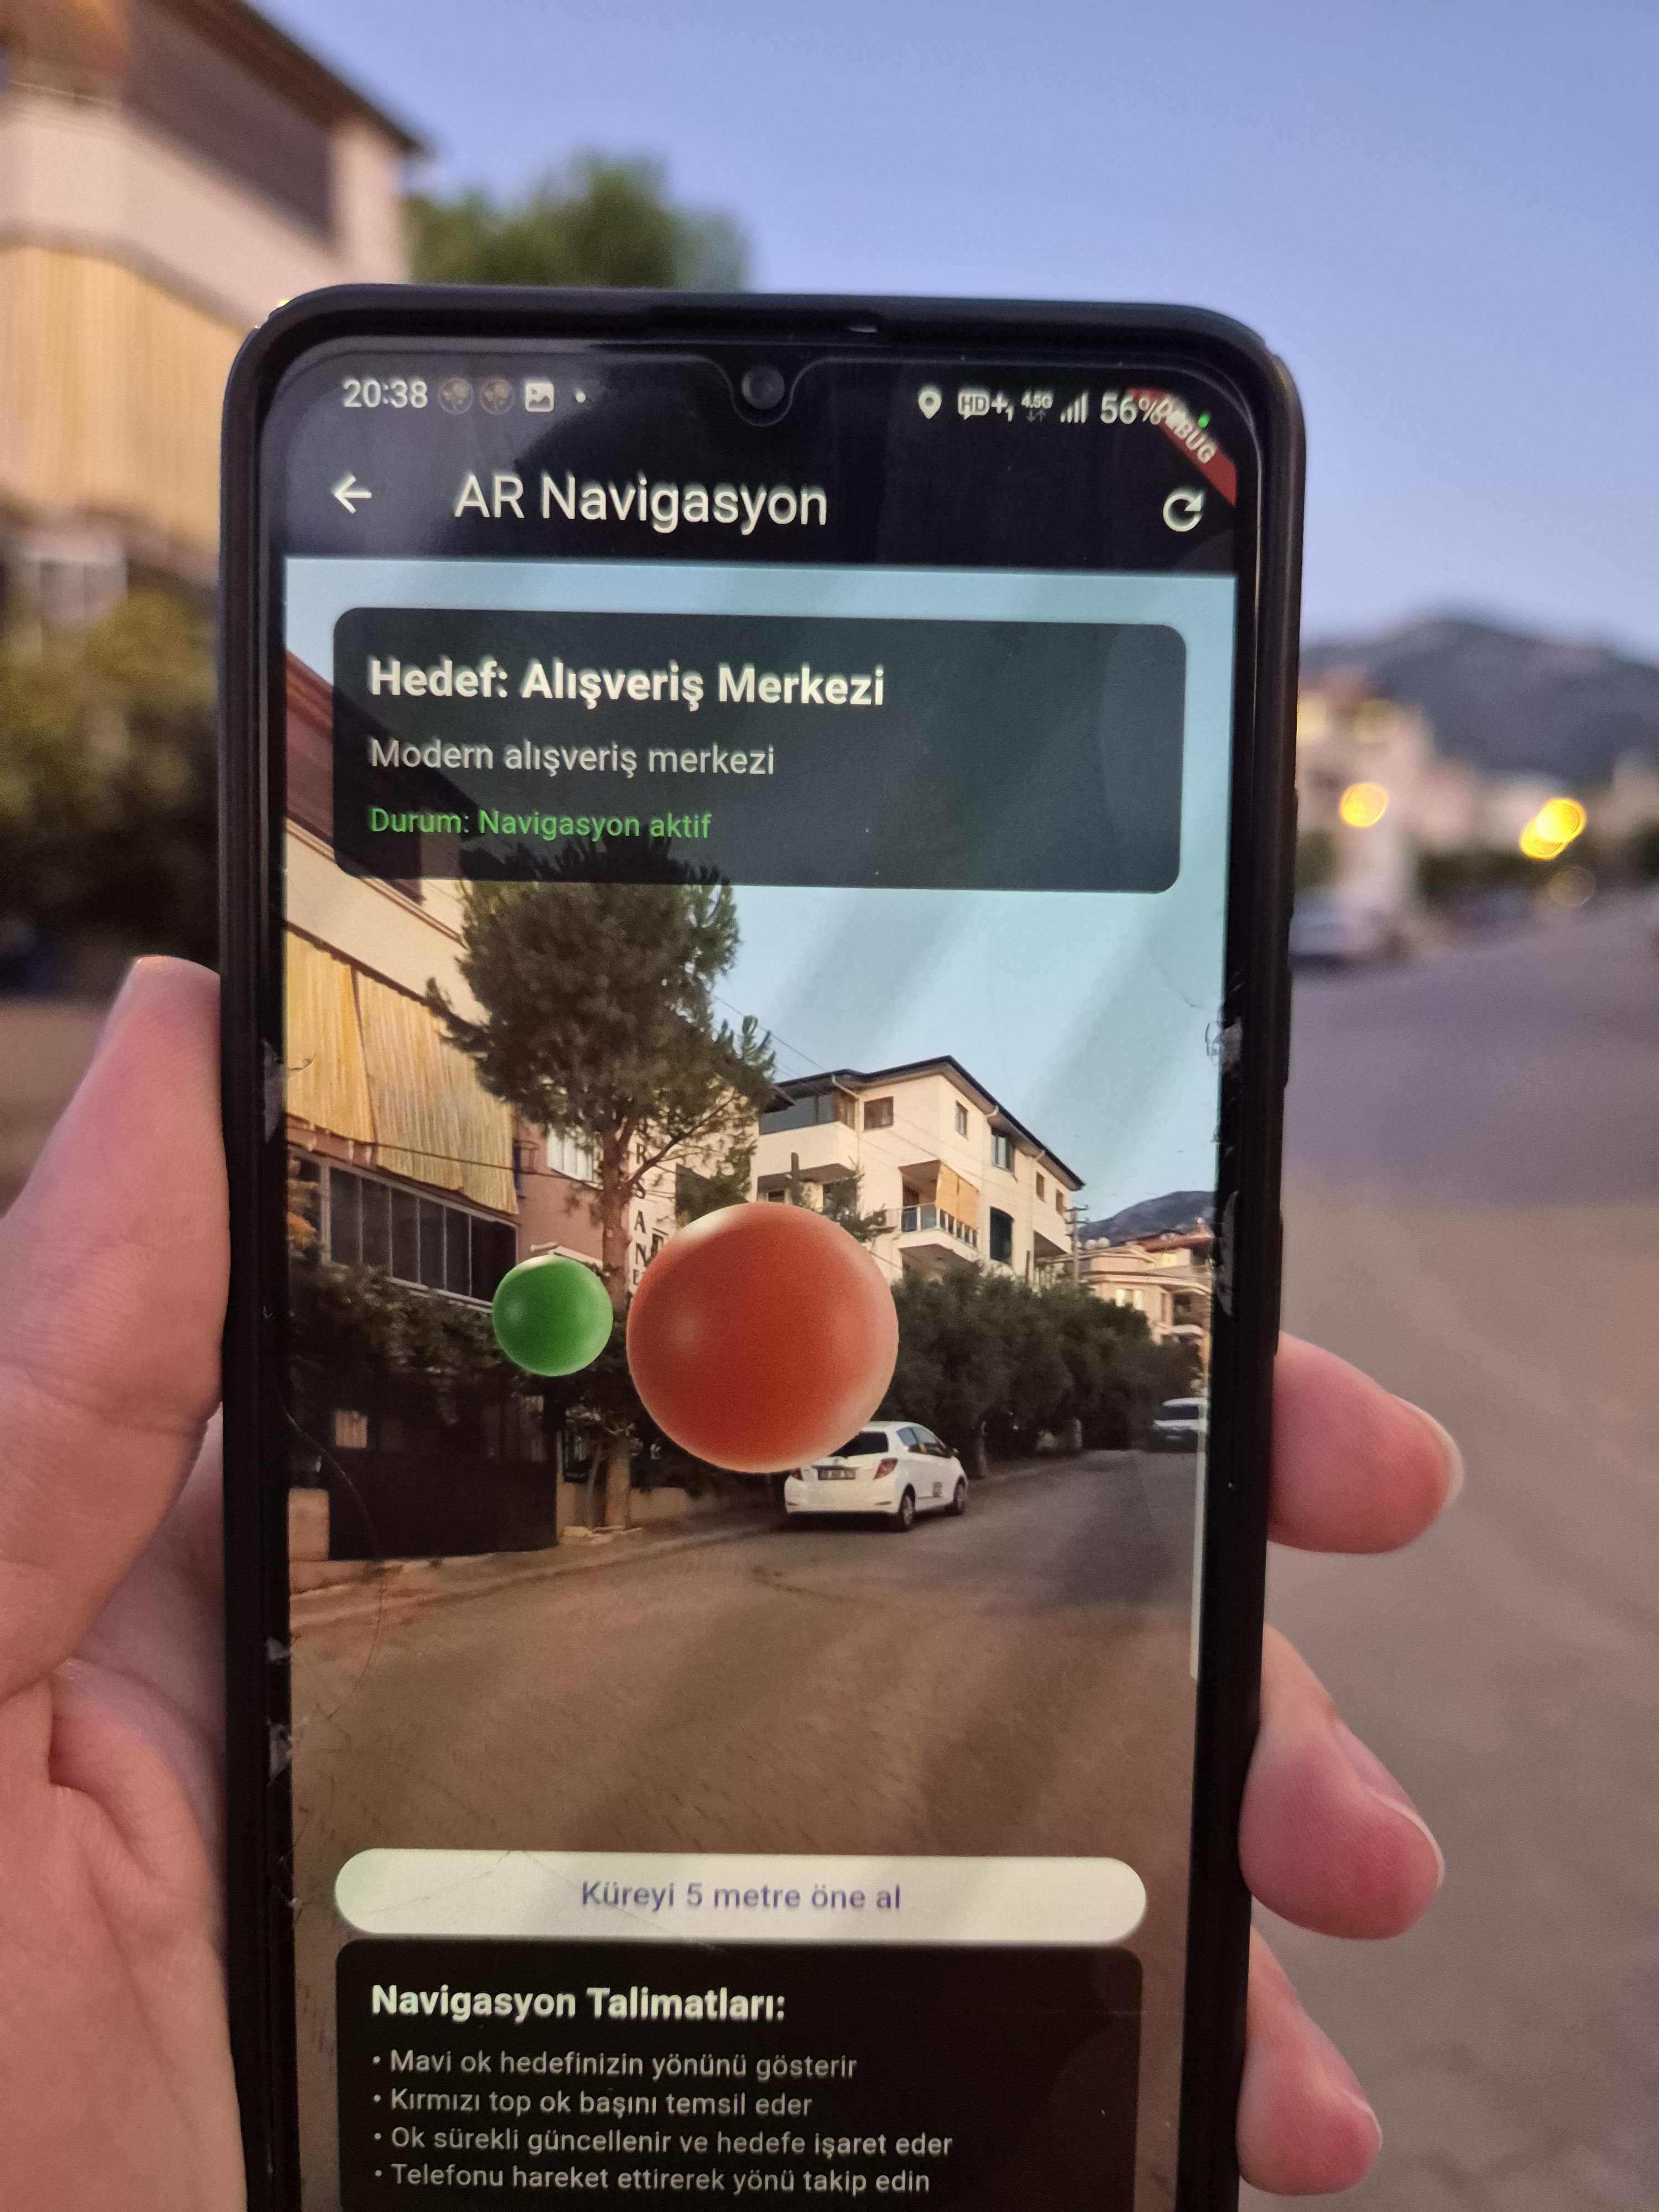 20:38 HD+ 1 4.5G 56% DEBUG
AR Navigasyon
Hedef: Alışveriş Merkezi
Modern alışveriş merkezi
Durum: Navigasyon aktif
Küreyi 5 metre öne al
Navigasyon Talimatları:
• Mavi ok hedefinizin yönünü gösterir
• Kırmızı top ok başını temsil eder
• Ok sürekli güncellenir ve hedefe işaret eder
• Telefonu hareket ettirerek yönü takip edin